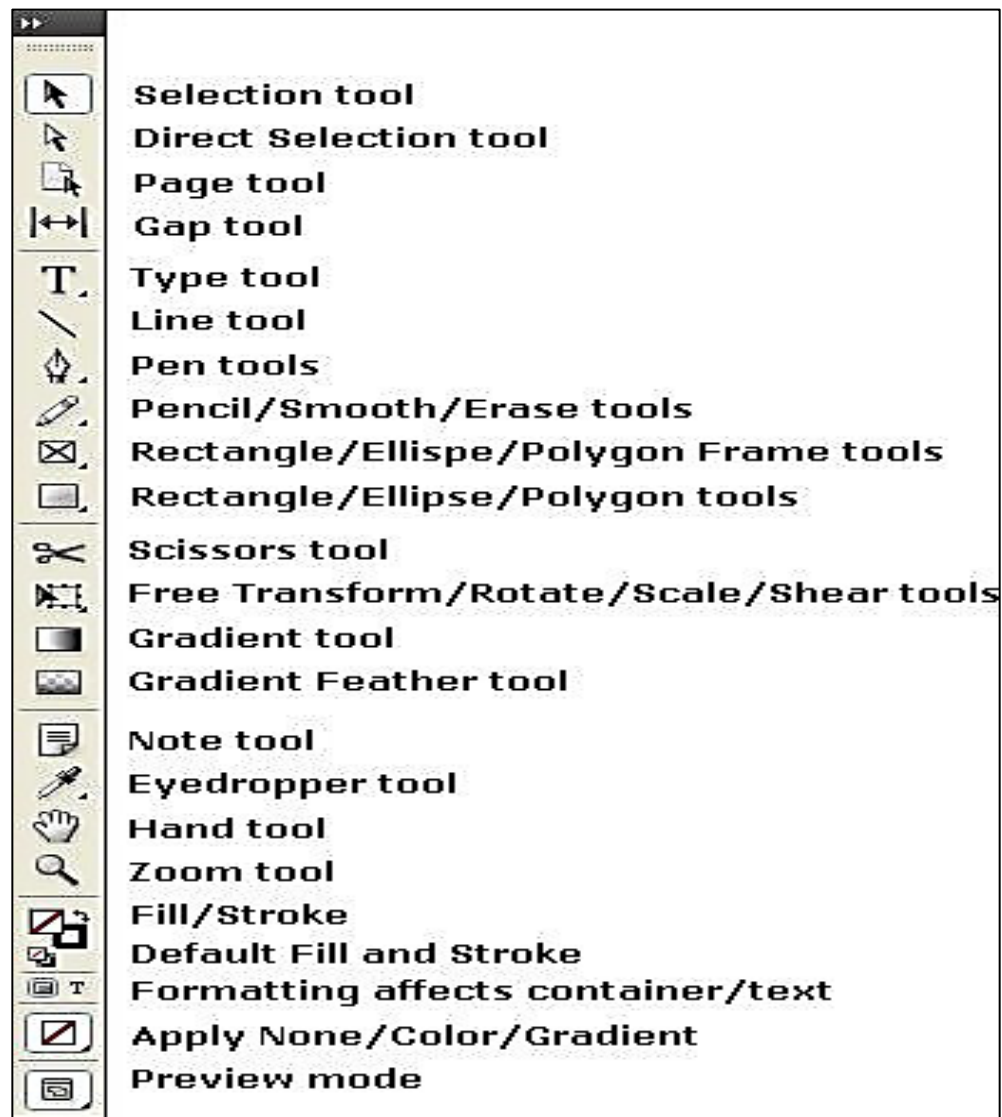 Selection tool
Direct Selection tool
Page tool
Gap tool
T Type tool
Line tool
Pen tools
Pencil/Smooth/Erase tools
Rectangle/Ellispe/Polygon Frame tools
Rectangle/Ellipse/Polygon tools
Scissors tool
Free Transform/Rotate/Scale/Shear tools
Gradient tool
Gradient Feather tool
Note tool
Eyedropper tool
Hand tool
Zoom tool
Fill/Stroke
Default Fill and Stroke
T Formatting affects container/text
Apply None/Color/Gradient
Preview mode